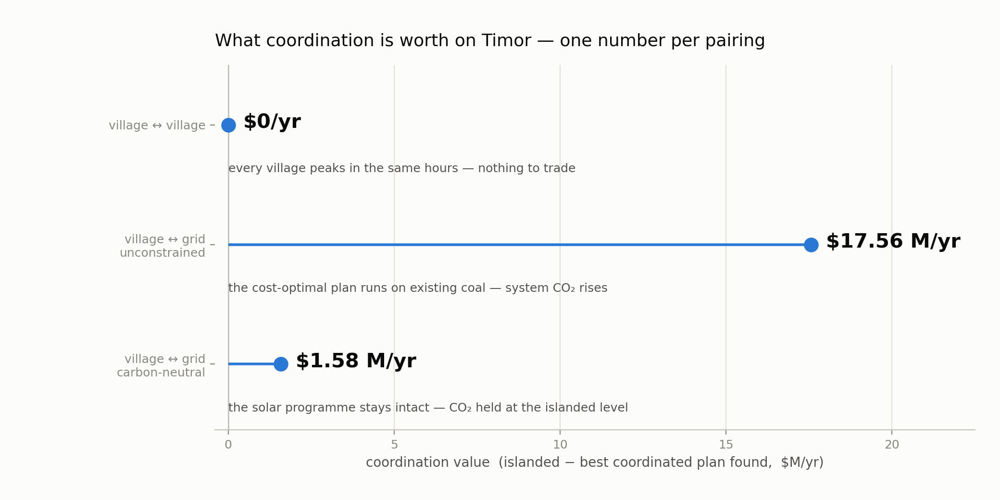 What coordination is worth on Timor — one number per pairing
village ↔ village
$0/yr
every village peaks in the same hours — nothing to trade
village ↔ grid
unconstrained
$17.56 M/yr
the cost-optimal plan runs on existing coal — system CO₂ rises
village ↔ grid
carbon-neutral
$1.58 M/yr
the solar programme stays intact — CO₂ held at the islanded level
0 5 10 15 20
coordination value (islanded − best coordinated plan found, $M/yr)